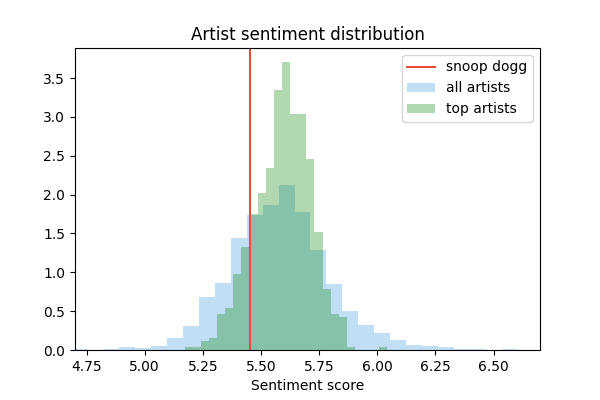 Artist sentiment distribution
snoop dogg
all artists
top artists
3.5
3.0
2.5
2.0
1.5
1.0
0.5
0.0
4.75 5.00 5.25 5.50 5.75 6.00 6.25 6.50
Sentiment score